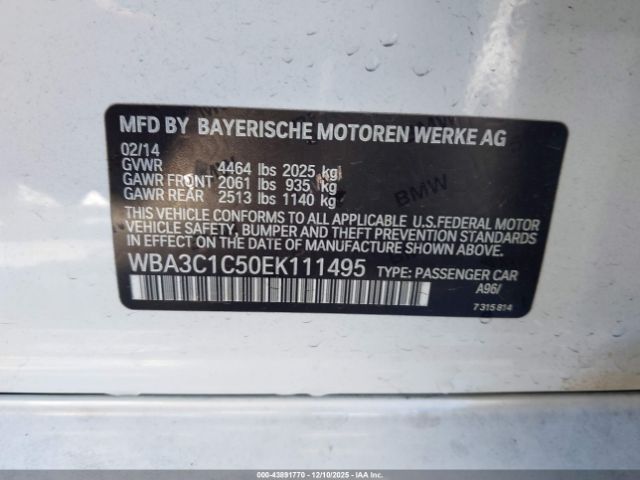 MFD BY BAYERISCHE MOTOREN WERKE AG
02/14
GVWR 4464 lbs 2025 kg
GAWR FRONT 2061 lbs 935 kg
GAWR REAR 2513 lbs 1140 kg
THIS VEHICLE CONFORMS TO ALL APPLICABLE U.S.FEDERAL MOTOR
VEHICLE SAFETY, BUMPER, AND THEFT PREVENTION STANDARDS
IN EFFECT ON THE DATE OF MANUFACTURE SHOWN ABOVE.
WBA3C1C50EK111495 TYPE: PASSENGER CAR
A96/
7315814
BMW
000-43891770 • 12/10/2025 • IAA Inc.